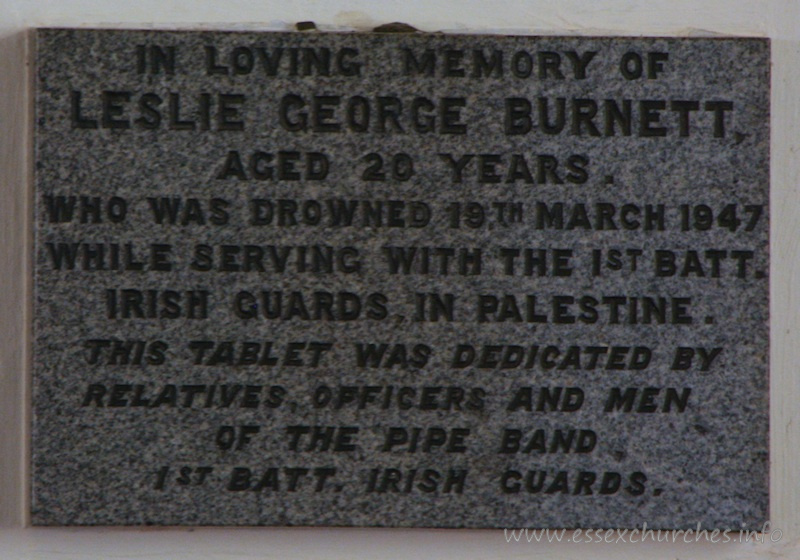 IN LOVING MEMORY OF
LESLIE GEORGE BURNETT,
AGED 20 YEARS.
WHO WAS DROWNED 19TH MARCH 1947
WHILE SERVING WITH THE 1ST BATT.
IRISH GUARDS, IN PALESTINE.
THIS TABLET WAS DEDICATED BY
RELATIVES, OFFICERS AND MEN
OF THE PIPE BAND,
1ST BATT. IRISH GUARDS.
www.essexchurches.info